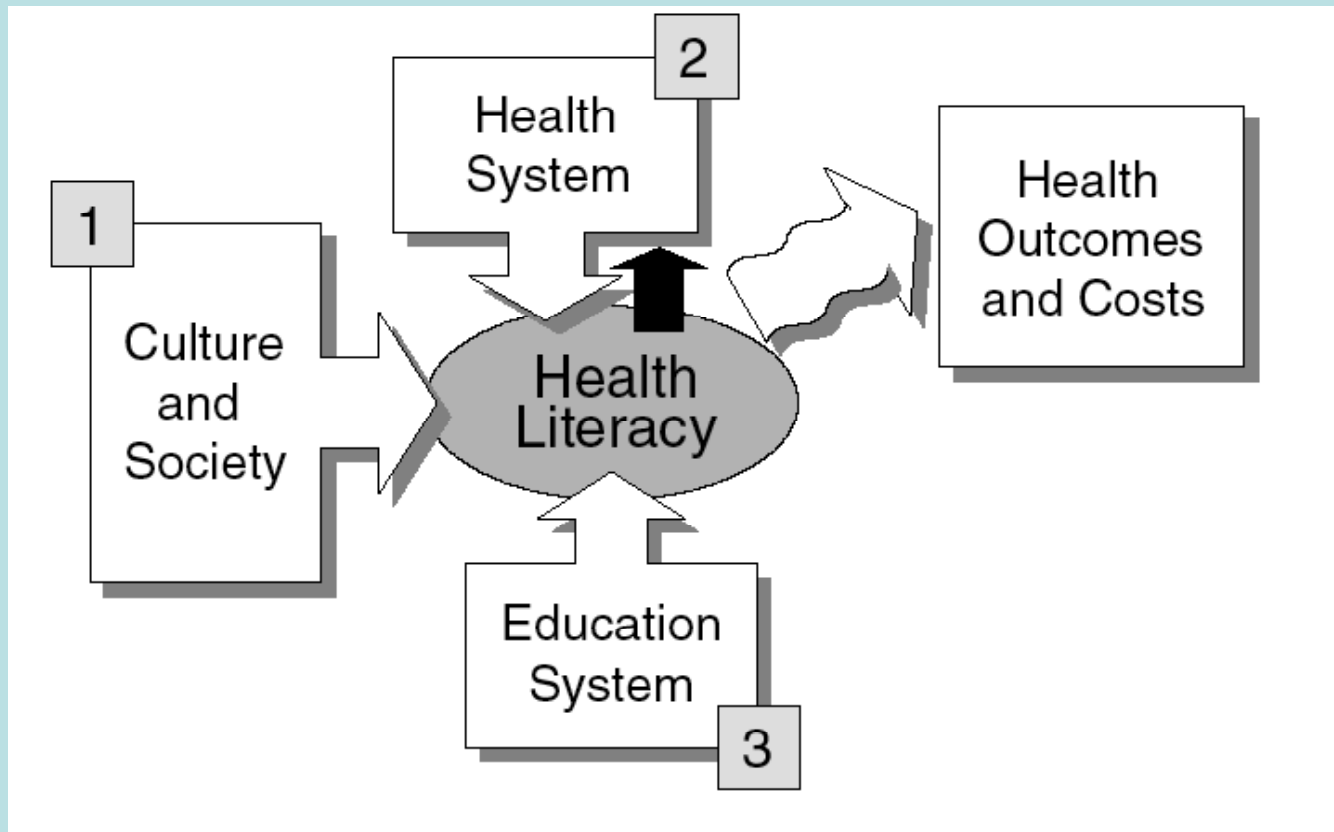 1
Culture
and
Society
2
Health
System
Health
Literacy
Education
System
3
Health
Outcomes
and Costs